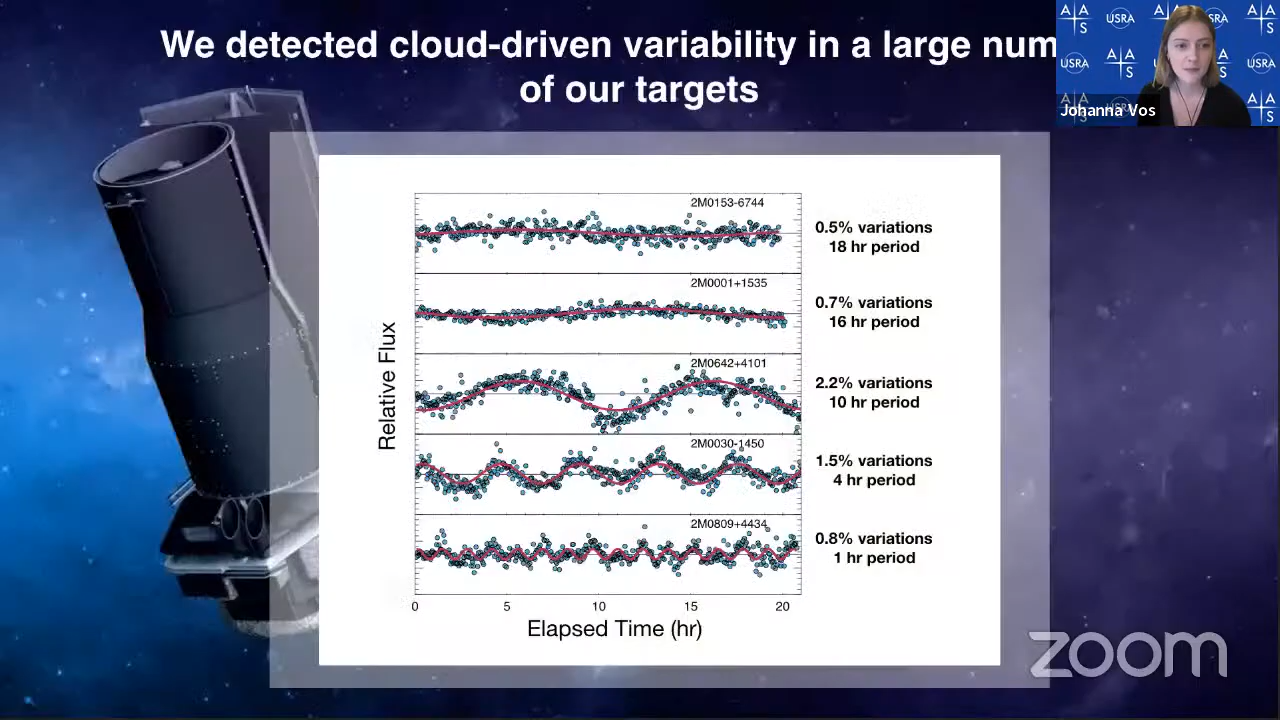 We detected cloud-driven variability in a large num
of our targets
A A S
USRA
A A
SRA
A A S
USRA
A A S
USRA
A A S
A A S
Johanna Vos
2M0153-6744
0.5% variations
18 hr period
2M0001+1535
0.7% variations
16 hr period
2M0642+4101
2.2% variations
10 hr period
2M0030-1450
1.5% variations
4 hr period
2M0809+4434
0.8% variations
1 hr period
Relative Flux
0 5 10 15 20
Elapsed Time (hr)
zoom